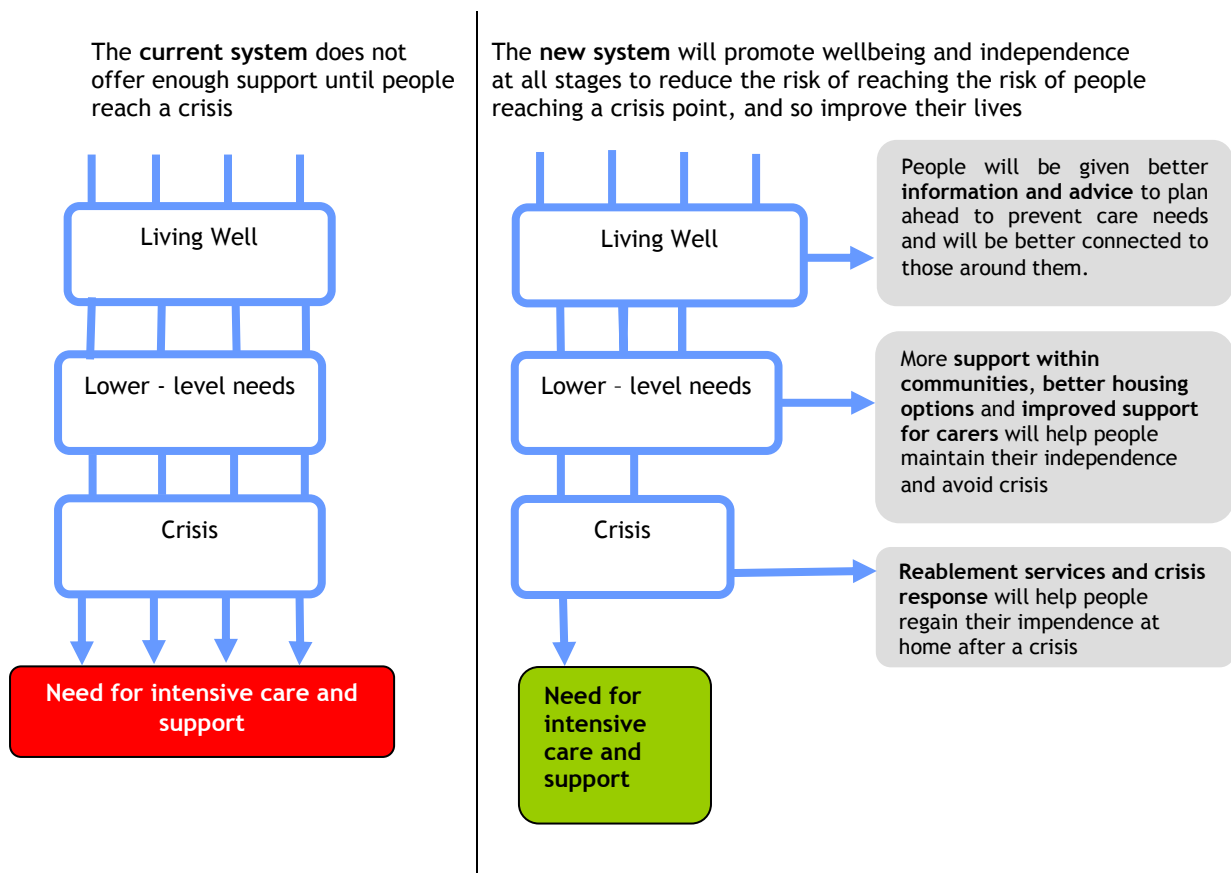 The current system does not
offer enough support until people
reach a crisis
Living Well
Lower - level needs
Crisis
Need for intensive care and
support
The new system will promote wellbeing and independence
at all stages to reduce the risk of reaching the risk of people
reaching a crisis point, and so improve their lives
Living Well
People will be given better
information and advice to plan
ahead to prevent care needs
and will be better connected to
those around them.
Lower – level needs
More support within
communities, better housing
options and improved support
for carers will help people
maintain their independence
and avoid crisis
Crisis
Reablement services and crisis
response will help people
regain their impendence at
home after a crisis
Need for
intensive
care and
support